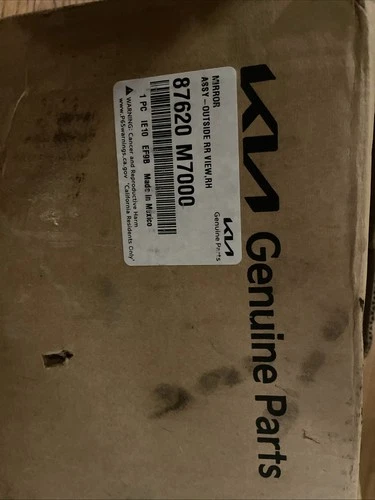 KIA Genuine Parts
MIRROR
ASSY-OUTSIDE RR VIEW,RH
87620 M7000
KIA
Genuine Parts
1 PC IE10 EF9B Made in Mexico
WARNING: Cancer and Reproductive Harm
www.P65warnings.ca.gov "California Residents Only"